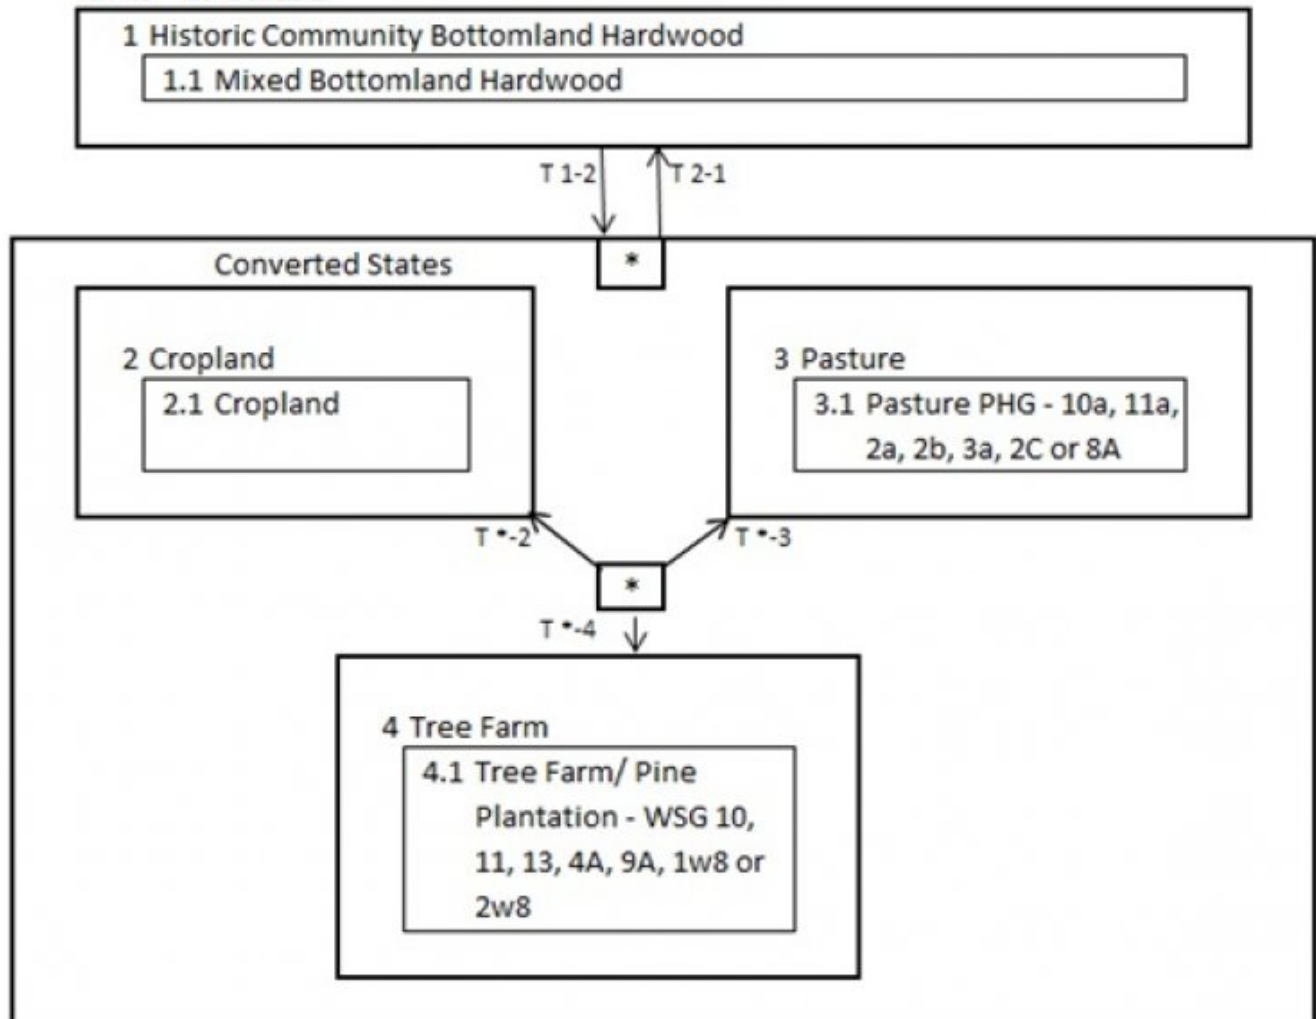 1 Historic Community Bottomland Hardwood
1.1 Mixed Bottomland Hardwood
T 1-2
T 2-1
*
Converted States
2 Cropland
2.1 Cropland
3 Pasture
3.1 Pasture PHG - 10a, 11a,
2a, 2b, 3a, 2C or 8A
T *-2
T *-3
*
T *-4
4 Tree Farm
4.1 Tree Farm/ Pine
Plantation - WSG 10,
11, 13, 4A, 9A, 1w8 or
2w8